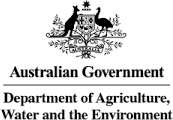 Australian Government
Department of Agriculture,
Water and the Environment